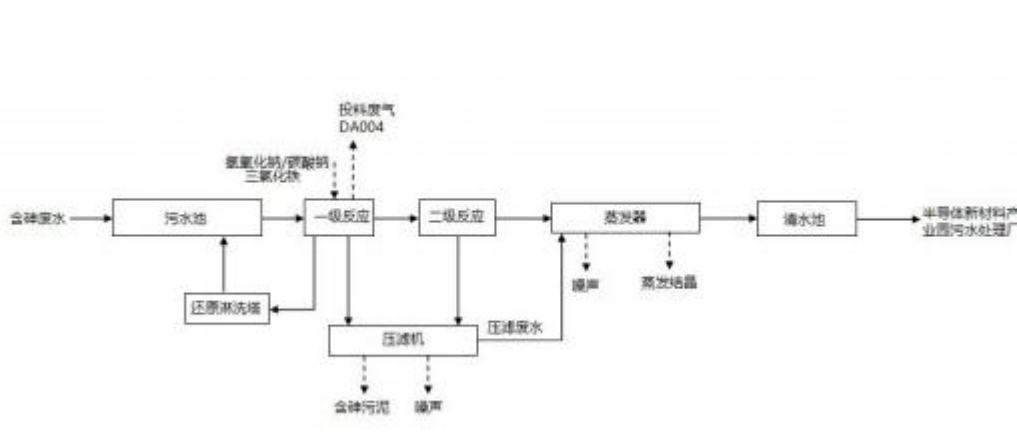 投料废气
DA004
氢氧化钠/碳酸钠
三氯化铁
含砷废水
污水池
一级反应
二级反应
蒸发器
清水池
半导体新材料产
业园污水处理厂
噪声
蒸发结晶
还原淋洗塔
压滤机
压滤废水
含砷污泥
噪声